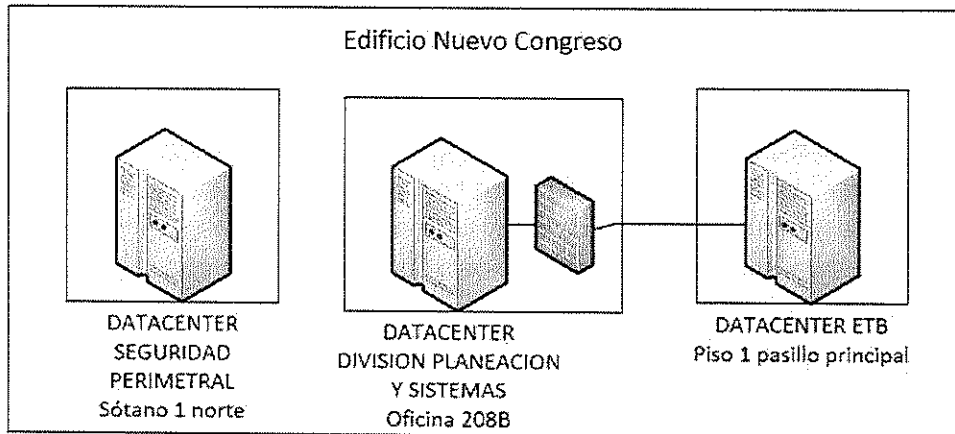 Edificio Nuevo Congreso
DATACENTER
SEGURIDAD
PERIMETRAL
Sótano 1 norte
DATACENTER
DIVISION PLANEACION
Y SISTEMAS
Oficina 208B
DATACENTER ETB
Piso 1 pasillo principal